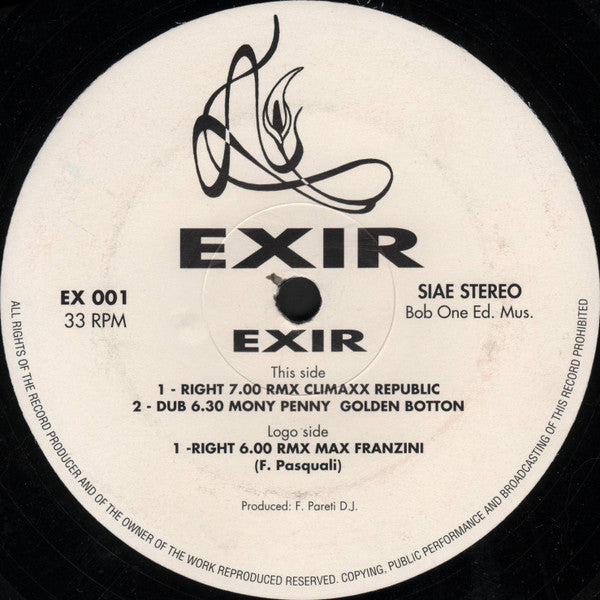 EXIR
EX 001
33 RPM
SIAE STEREO
Bob One Ed. Mus.
EXIR
This side
1 - RIGHT 7.00 RMX CLIMAXX REPUBLIC
2 - DUB 6.30 MONY PENNY GOLDEN BOTTON
Logo side
1 -RIGHT 6.00 RMX MAX FRANZINI
(F. Pasquali)
Produced: F. Pareti D.J.
ALL RIGHTS OF THE RECORD PRODUCER AND OF THE OWNER OF THE WORK REPRODUCED RESERVED. COPYING, PUBLIC PERFORMANCE AND BROADCASTING OF THIS RECORD PROHIBITED